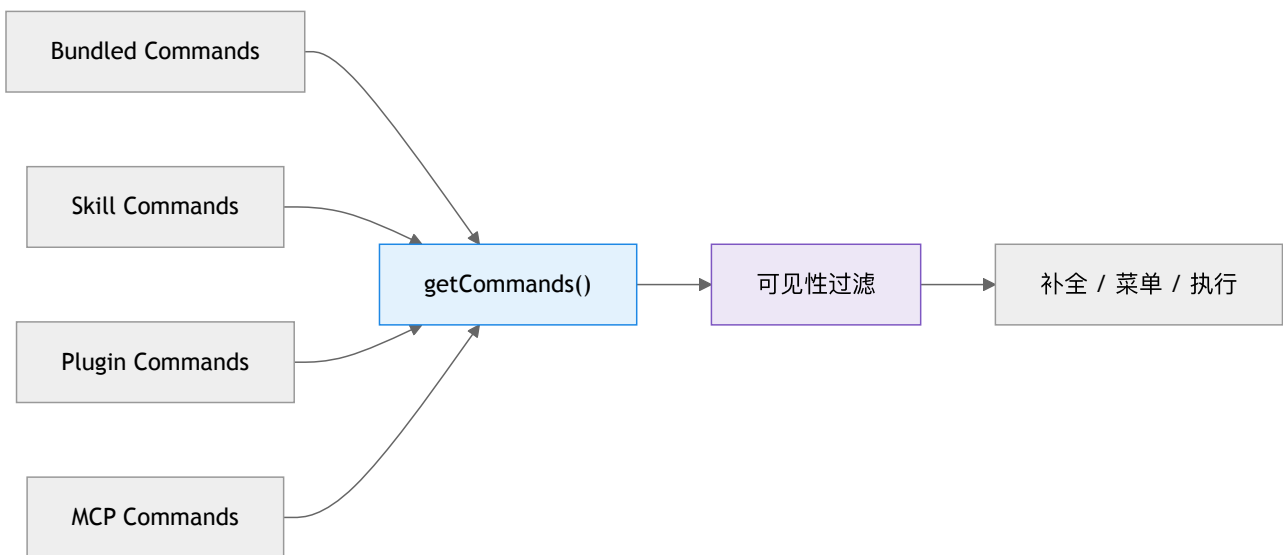 Bundled Commands
Skill Commands
Plugin Commands
MCP Commands
getCommands()
可见性过滤
补全 / 菜单 / 执行